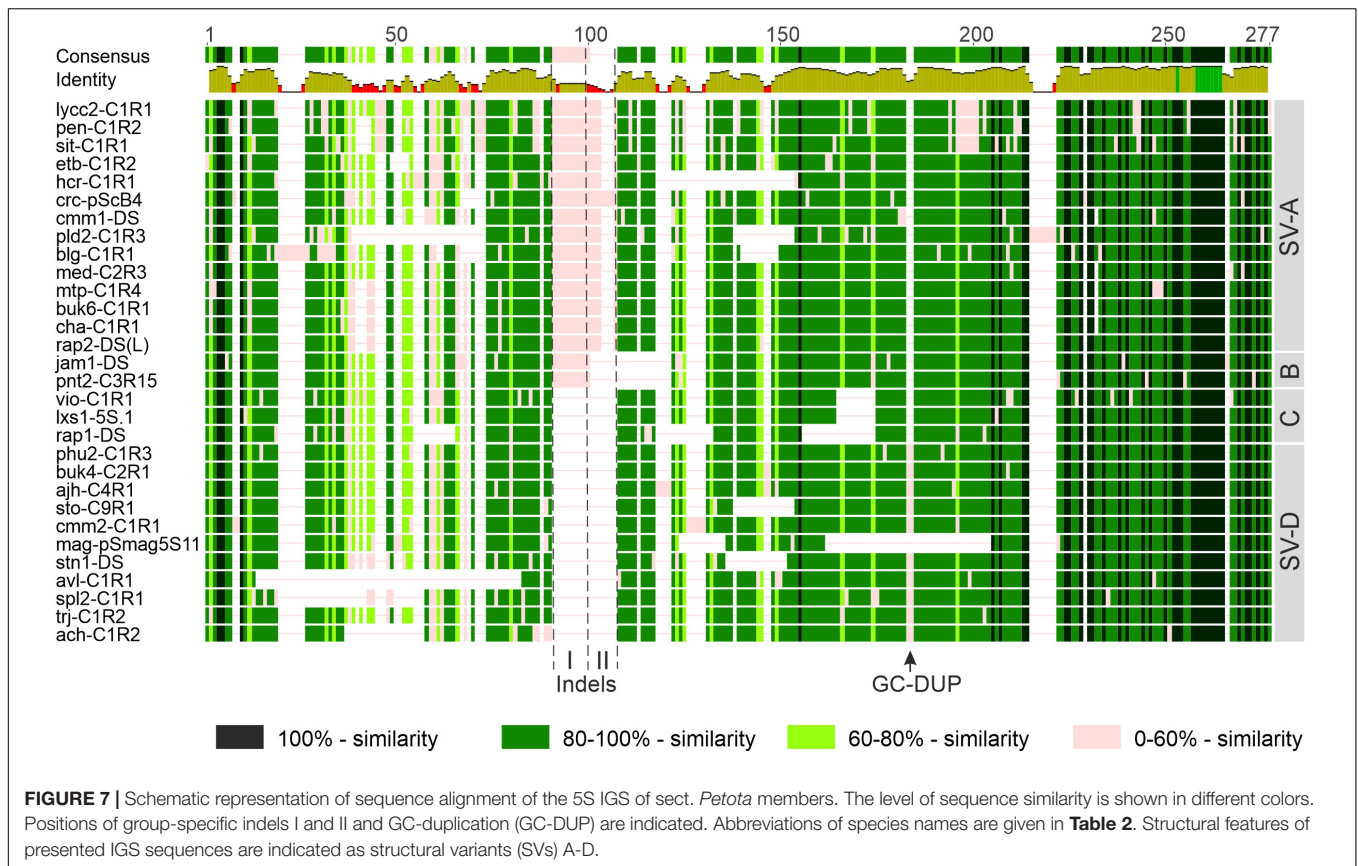 1 50 100 150 200 250 277
Consensus
Identity
lycc2-C1R1
pen-C1R2
sit-C1R1
etb-C1R2
hcr-C1R1
crc-pScB4
cmm1-DS
pld2-C1R3
blg-C1R1
med-C2R3
mtp-C1R4
buk6-C1R1
cha-C1R1
rap2-DS(L)
SV-A
jam1-DS
pnt2-C3R15
B
vio-C1R1
lxs1-5S.1
rap1-DS
C
phu2-C1R3
buk4-C2R1
ajh-C4R1
sto-C9R1
cmm2-C1R1
mag-pSmag5S11
stn1-DS
avl-C1R1
spl2-C1R1
trj-C1R2
ach-C1R2
SV-D
I II
Indels GC-DUP
100% - similarity 80-100% - similarity 60-80% - similarity 0-60% - similarity
FIGURE 7 | Schematic representation of sequence alignment of the 5S IGS of sect. Petota members. The level of sequence similarity is shown in different colors.
Positions of group-specific indels I and II and GC-duplication (GC-DUP) are indicated. Abbreviations of species names are given in Table 2. Structural features of
presented IGS sequences are indicated as structural variants (SVs) A-D.